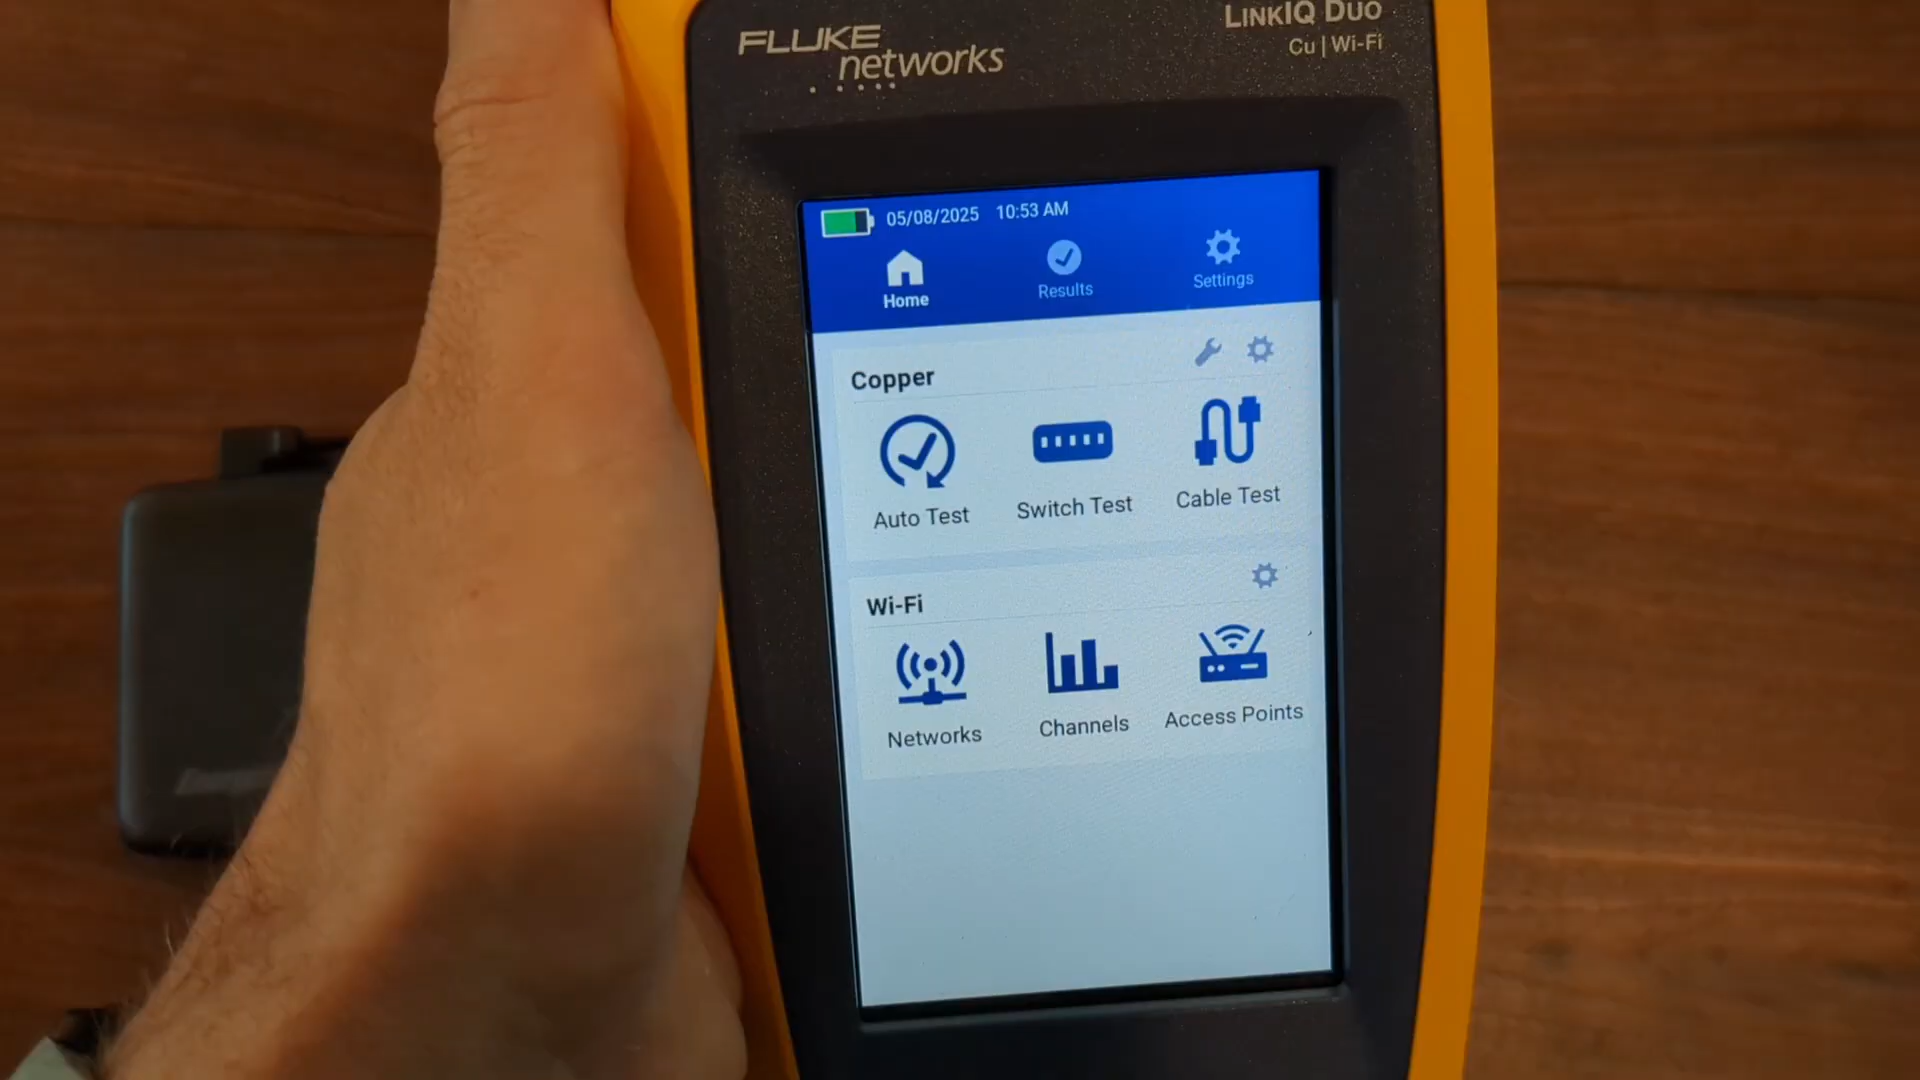 FLUKE
networks
LINKIQ DUO
Cu | Wi-Fi
05/08/2025 10:53 AM
Home
Results
Settings
Copper
Auto Test
Switch Test
Cable Test
Wi-Fi
Networks
Channels
Access Points